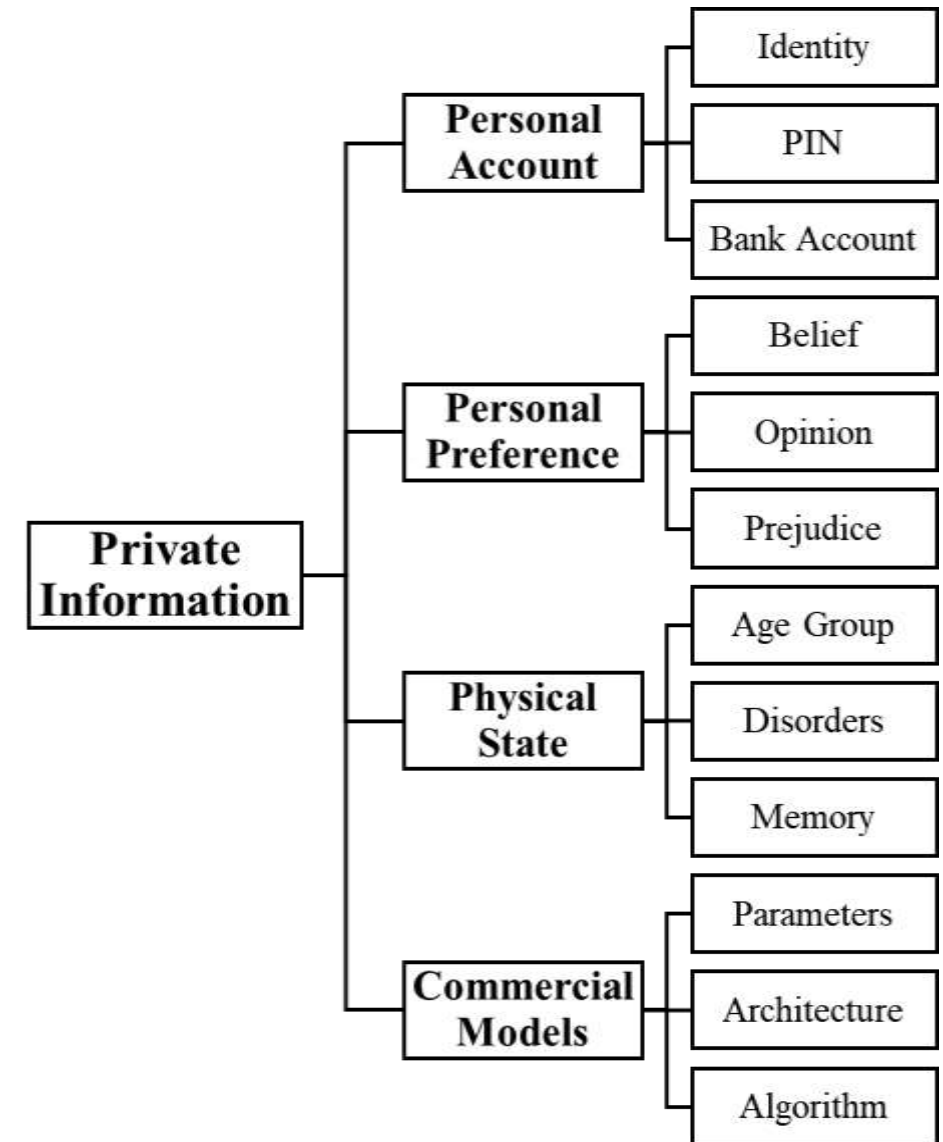 Private
Information
Personal
Account
Identity
PIN
Bank Account
Personal
Preference
Belief
Opinion
Prejudice
Physical
State
Age Group
Disorders
Memory
Commercial
Models
Parameters
Architecture
Algorithm